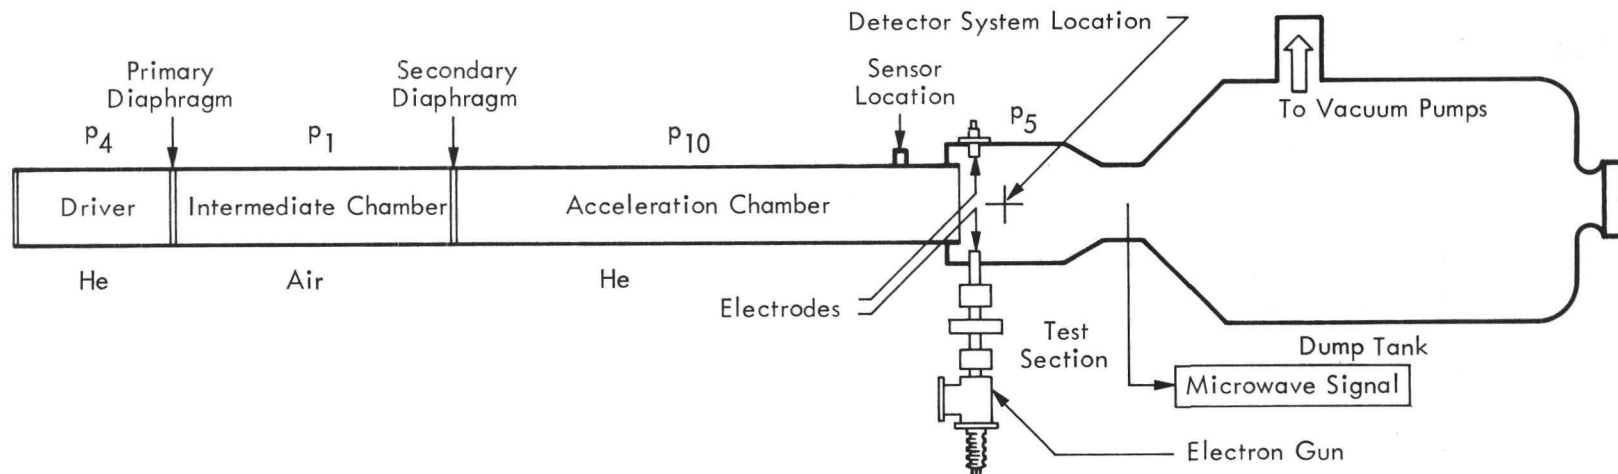 Detector System Location
Primary
Diaphragm
Secondary
Diaphragm
Sensor
Location
To Vacuum Pumps
p4
p1
p10
p5
Driver
Intermediate Chamber
Acceleration Chamber
He
Air
He
Electrodes
Test
Section
Dump Tank
Microwave Signal
Electron Gun